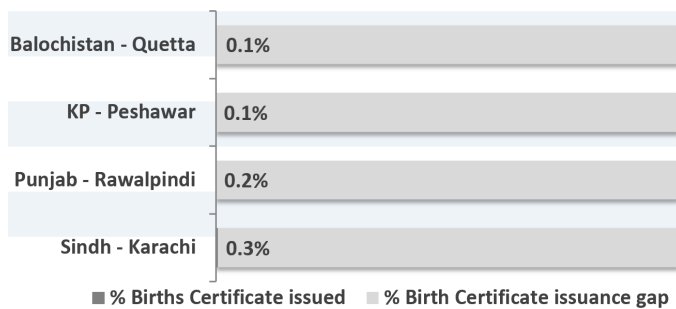 Balochistan - Quetta 0.1%
KP - Peshawar 0.1%
Punjab - Rawalpindi 0.2%
Sindh - Karachi 0.3%
% Births Certificate issued % Birth Certificate issuance gap